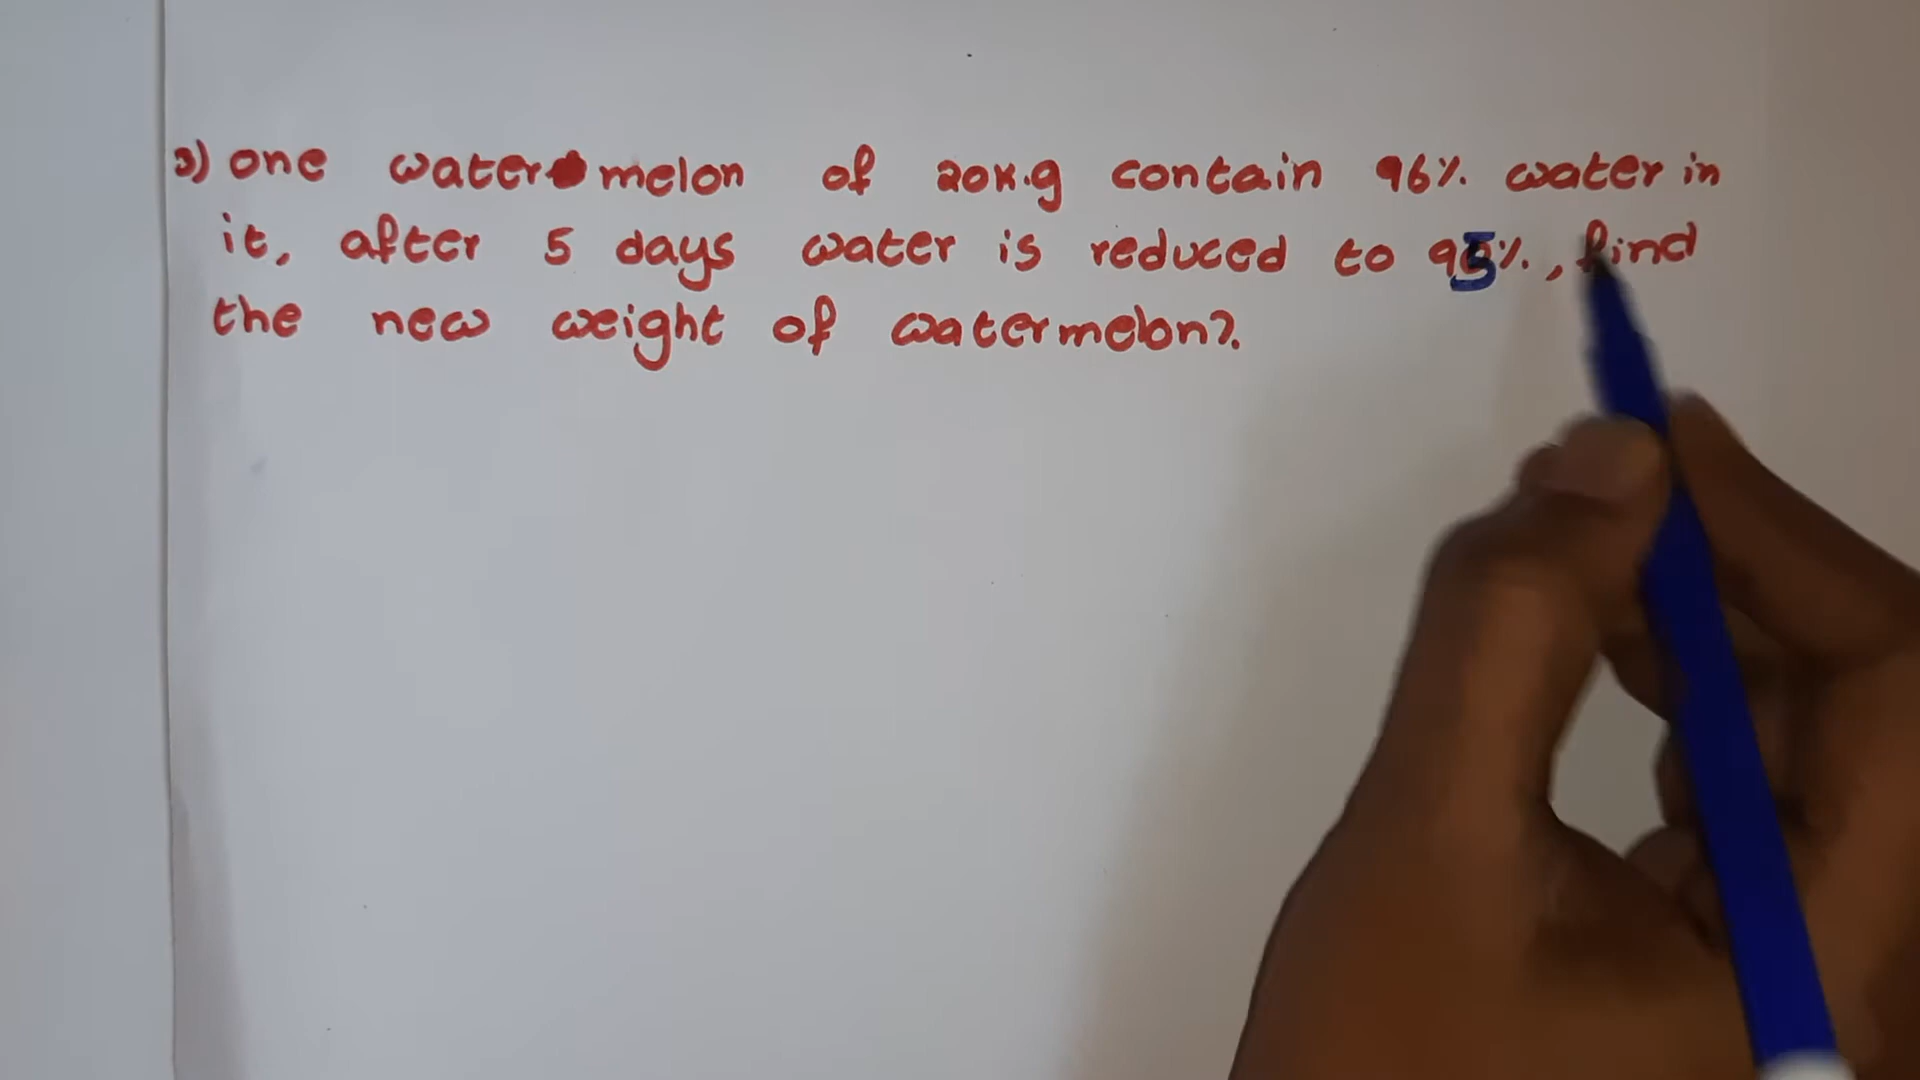 3) one water melon of 20K.g contain 96% water in
it, after 5 days water is reduced to 95%, find
the new weight of watermelon?.